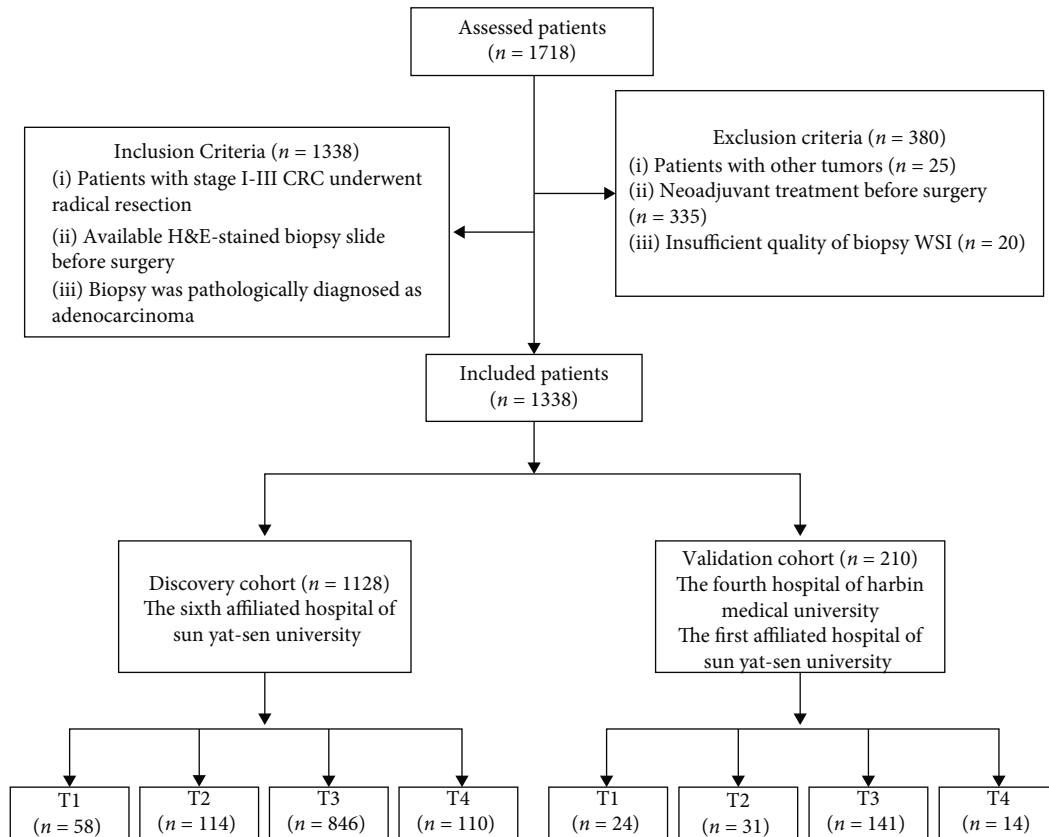 Assessed patients
(n = 1718)
Inclusion Criteria (n = 1338)
(i) Patients with stage I-III CRC underwent
radical resection
(ii) Available H&E-stained biopsy slide
before surgery
(iii) Biopsy was pathologically diagnosed as
adenocarcinoma
Exclusion criteria (n = 380)
(i) Patients with other tumors (n = 25)
(ii) Neoadjuvant treatment before surgery
(n = 335)
(iii) Insufficient quality of biopsy WSI (n = 20)
Included patients
(n = 1338)
Discovery cohort (n = 1128)
The sixth affiliated hospital of
sun yat-sen university
Validation cohort (n = 210)
The fourth hospital of harbin
medical university
The first affiliated hospital of
sun yat-sen university
T1
(n = 58)
T2
(n = 114)
T3
(n = 846)
T4
(n = 110)
T1
(n = 24)
T2
(n = 31)
T3
(n = 141)
T4
(n = 14)